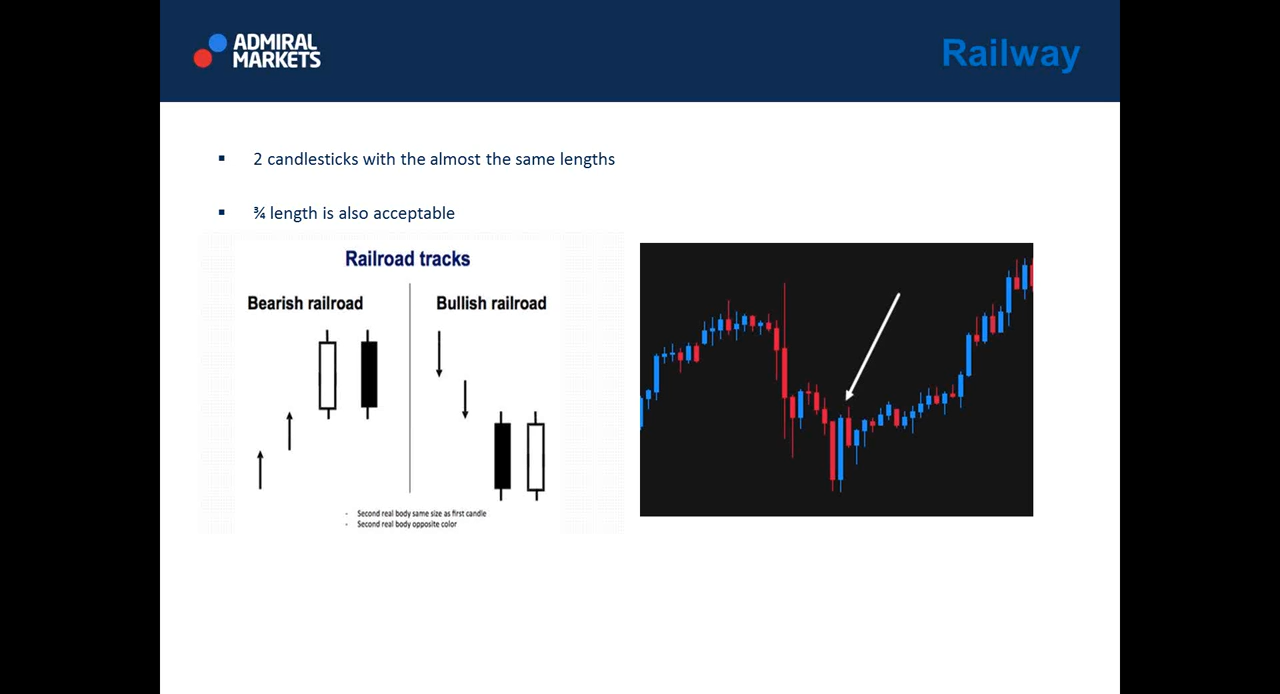 ADMIRAL
MARKETS
Railway
2 candlesticks with the almost the same lengths
¾ length is also acceptable
Railroad tracks
Bearish railroad
Bullish railroad
- Second real body same size as first candle
- Second real body opposite color